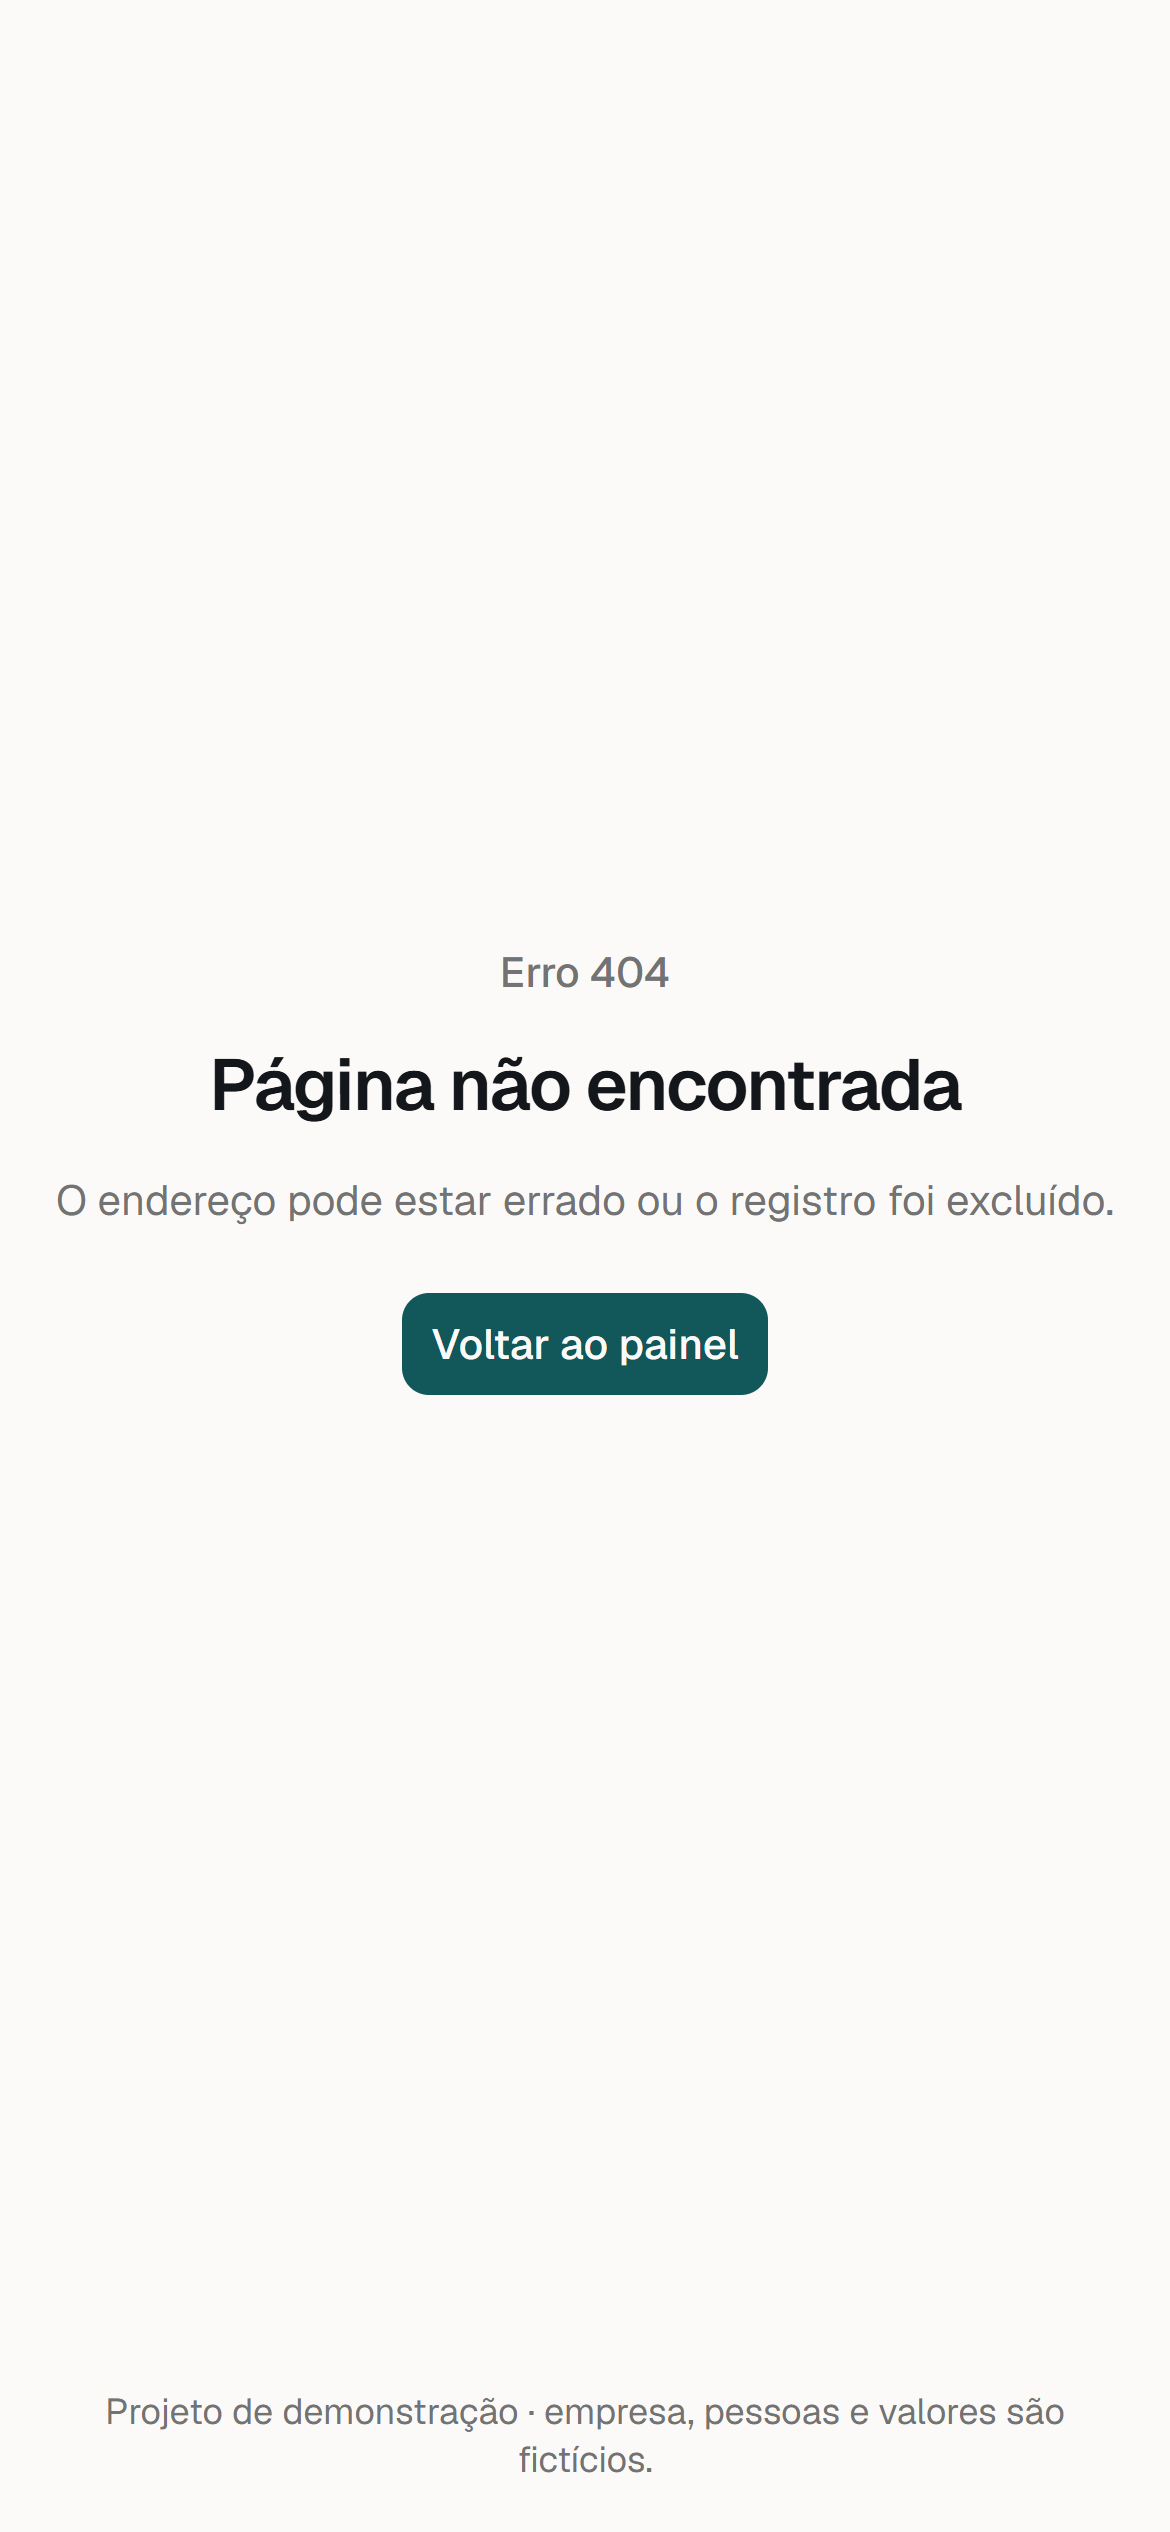 Erro 404
Página não encontrada
O endereço pode estar errado ou o registro foi excluído.
Voltar ao painel
Projeto de demonstração · empresa, pessoas e valores são
fictícios.